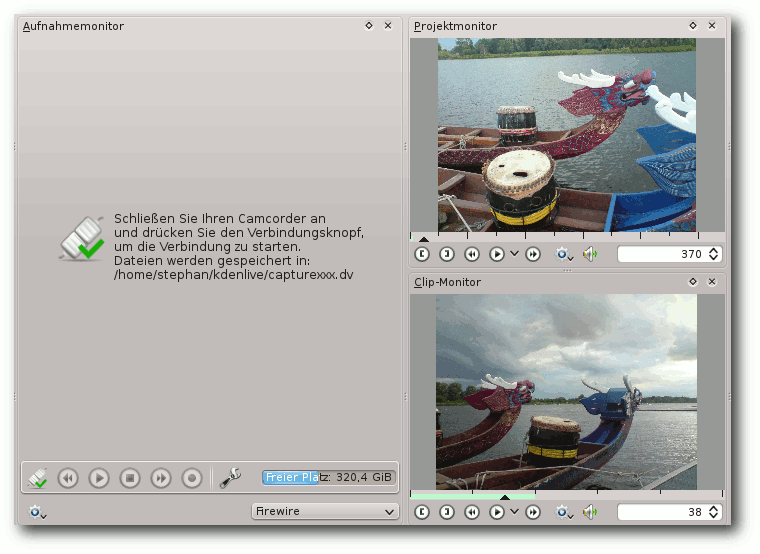 Aufnahmemonitor
Schließen Sie Ihren Camcorder an
und drücken Sie den Verbindungsknopf,
um die Verbindung zu starten.
Dateien werden gespeichert in:
/home/stephan/kdenlive/capturexxx.dv
Freier Platz: 320,4 GiB
Firewire
Projektmonitor
370
Clip-Monitor
38